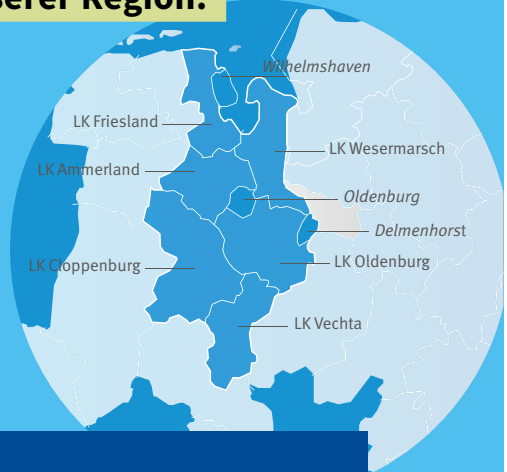 serer Region.
Wilhelmshaven
LK Friesland
LK Wesermarsch
LK Ammerland
Oldenburg
Delmenhorst
LK Cloppenburg
LK Oldenburg
LK Vechta